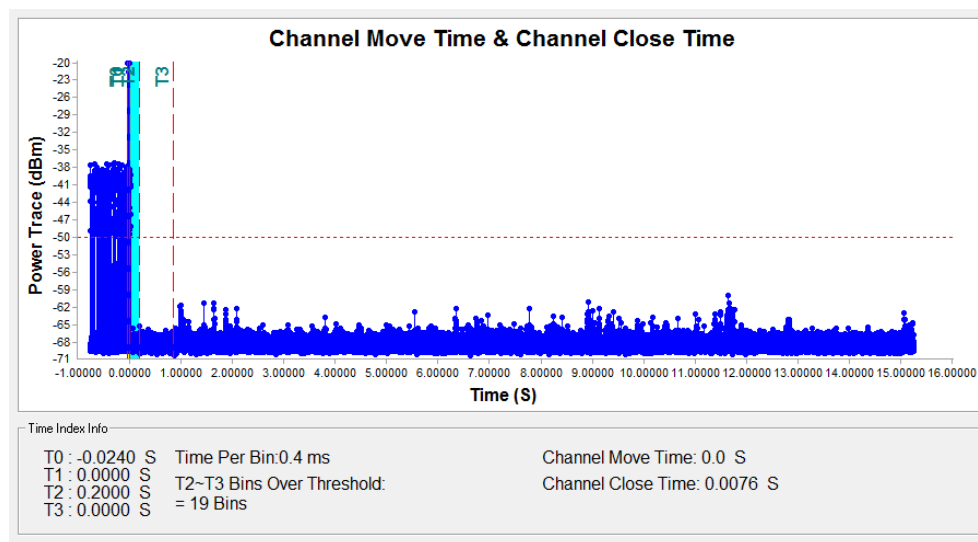 Channel Move Time & Channel Close Time
Power Trace (dBm)
-20
-23
-26
-29
-32
-35
-38
-41
-44
-47
-50
-53
-56
-59
-62
-65
-68
-71
T2
T3
-1.00000 0.00000 1.00000 2.00000 3.00000 4.00000 5.00000 6.00000 7.00000 8.00000 9.00000 10.00000 11.00000 12.00000 13.00000 14.00000 15.00000 16.00000
Time (S)
Time Index Info
T0 : -0.0240 S
T1 : 0.0000 S
T2 : 0.2000 S
T3 : 0.0000 S
Time Per Bin:0.4 ms
T2~T3 Bins Over Threshold:
= 19 Bins
Channel Move Time: 0.0 S
Channel Close Time: 0.0076 S